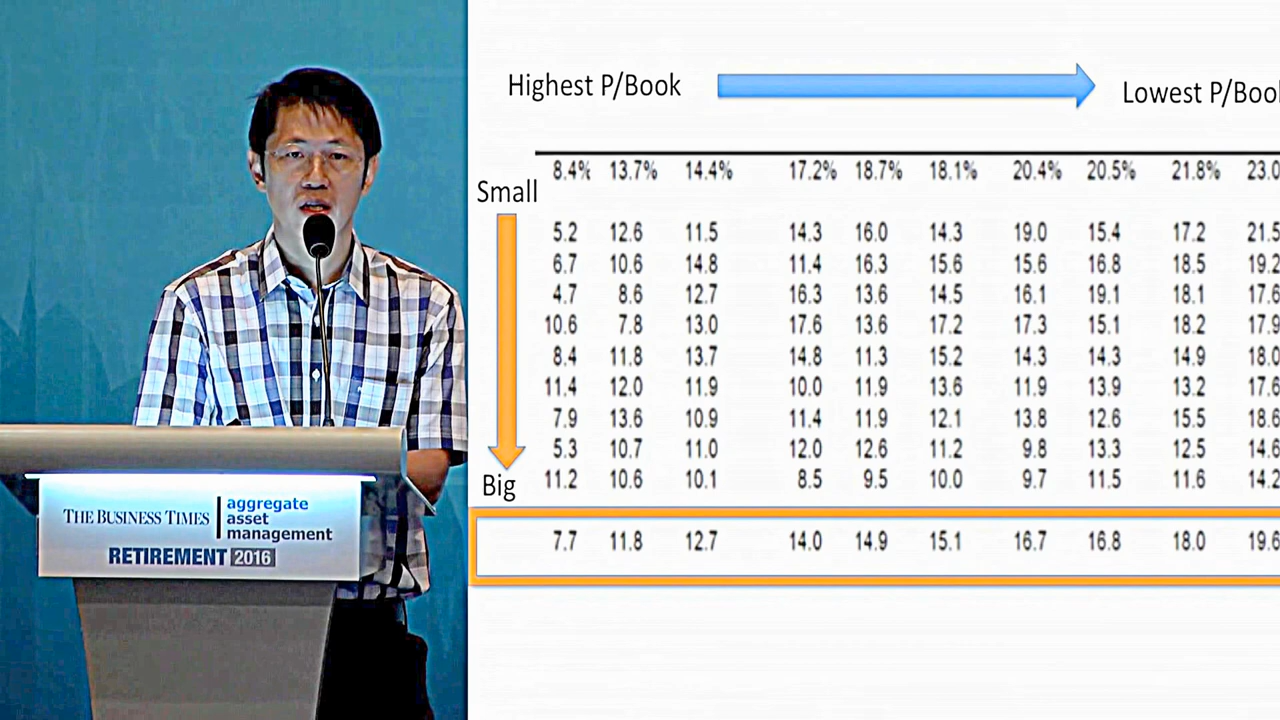 Highest P/Book
Lowest P/Book
8.4% 13.7% 14.4% 17.2% 18.7% 18.1% 20.4% 20.5% 21.8% 23.0
Small
5.2 12.6 11.5 14.3 16.0 14.3 19.0 15.4 17.2 21.5
6.7 10.6 14.8 11.4 16.3 15.6 15.6 16.8 18.5 19.2
4.7 8.6 12.7 16.3 13.6 14.5 16.1 19.1 18.1 17.6
10.6 7.8 13.0 17.6 13.6 17.2 17.3 15.1 18.2 17.9
8.4 11.8 13.7 14.8 11.3 15.2 14.3 14.3 14.9 18.0
11.4 12.0 11.9 10.0 11.9 13.6 11.9 13.9 13.2 17.6
7.9 13.6 10.9 11.4 11.9 12.1 13.8 12.6 15.5 18.6
5.3 10.7 11.0 12.0 12.6 11.2 9.8 13.3 12.5 14.6
Big
11.2 10.6 10.1 8.5 9.5 10.0 9.7 11.5 11.6 14.2
7.7 11.8 12.7 14.0 14.9 15.1 16.7 16.8 18.0 19.6
THE BUSINESS TIMES
aggregate
asset
management
RETIREMENT 2016